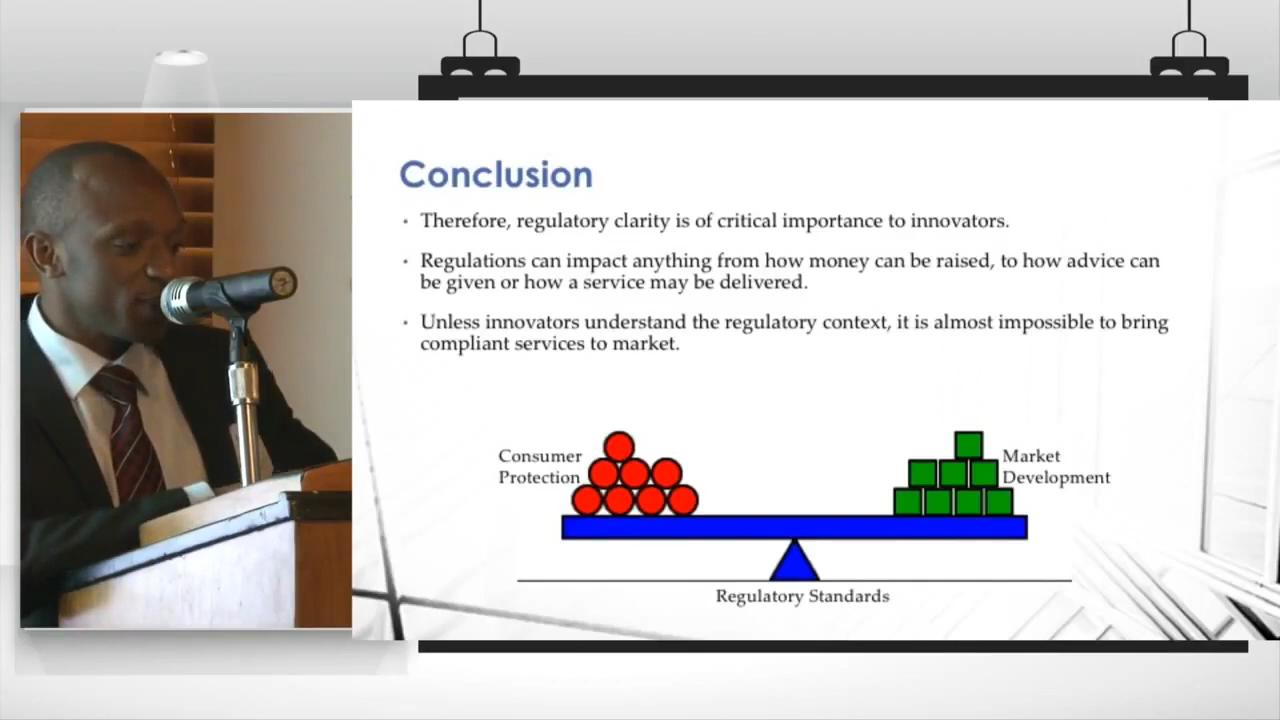 Conclusion
• Therefore, regulatory clarity is of critical importance to innovators.
• Regulations can impact anything from how money can be raised, to how advice can
be given or how a service may be delivered.
• Unless innovators understand the regulatory context, it is almost impossible to bring
compliant services to market.
Consumer
Protection
Market
Development
Regulatory Standards